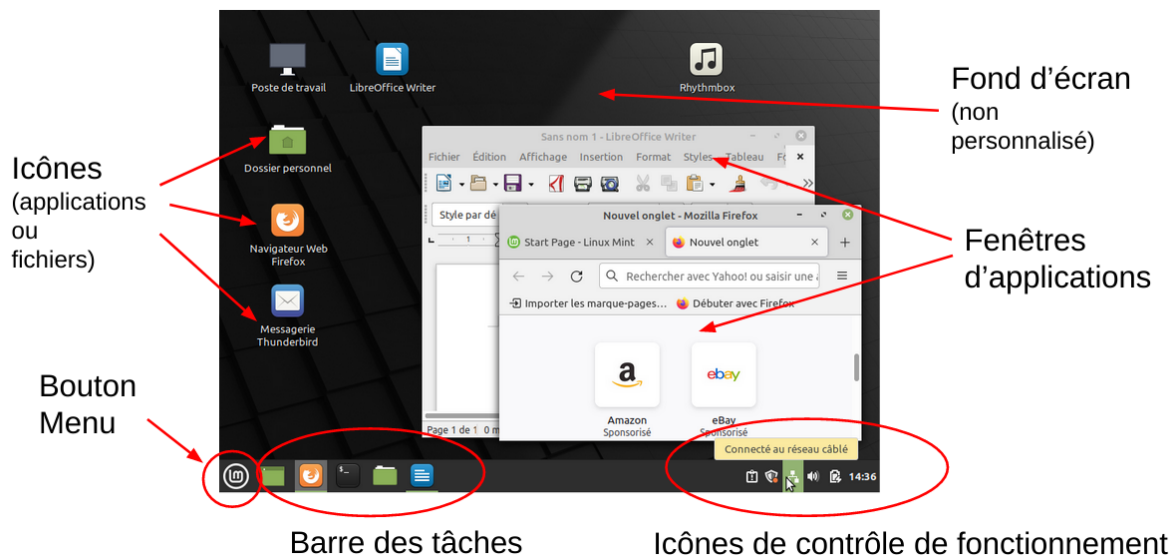 Poste de travail
LibreOffice Writer
Rhythmbox
Fond d’écran
(non
personnalisé)
Sans nom 1 - LibreOffice Writer
Fichier Édition Affichage Insertion Format Styles Tableau
Dossier personnel
Icônes
(applications
ou
fichiers)
Style par dé
Nouvel onglet - Mozilla Firefox
1
Start Page - Linux Mint
Nouvel onglet
Navigateur Web
Firefox
Fenêtres
d’applications
Rechercher avec Yahoo! ou saisir une
Importer les marque-pages...
Débuter avec Firefox
Messagerie
Thunderbird
a
ebay
Bouton
Menu
Amazon
Sponsorisé
eBay
Sponsorisé
Page 1 de 1 0 m
Connecté au réseau câblé
14:36
Barre des tâches
Icônes de contrôle de fonctionnement